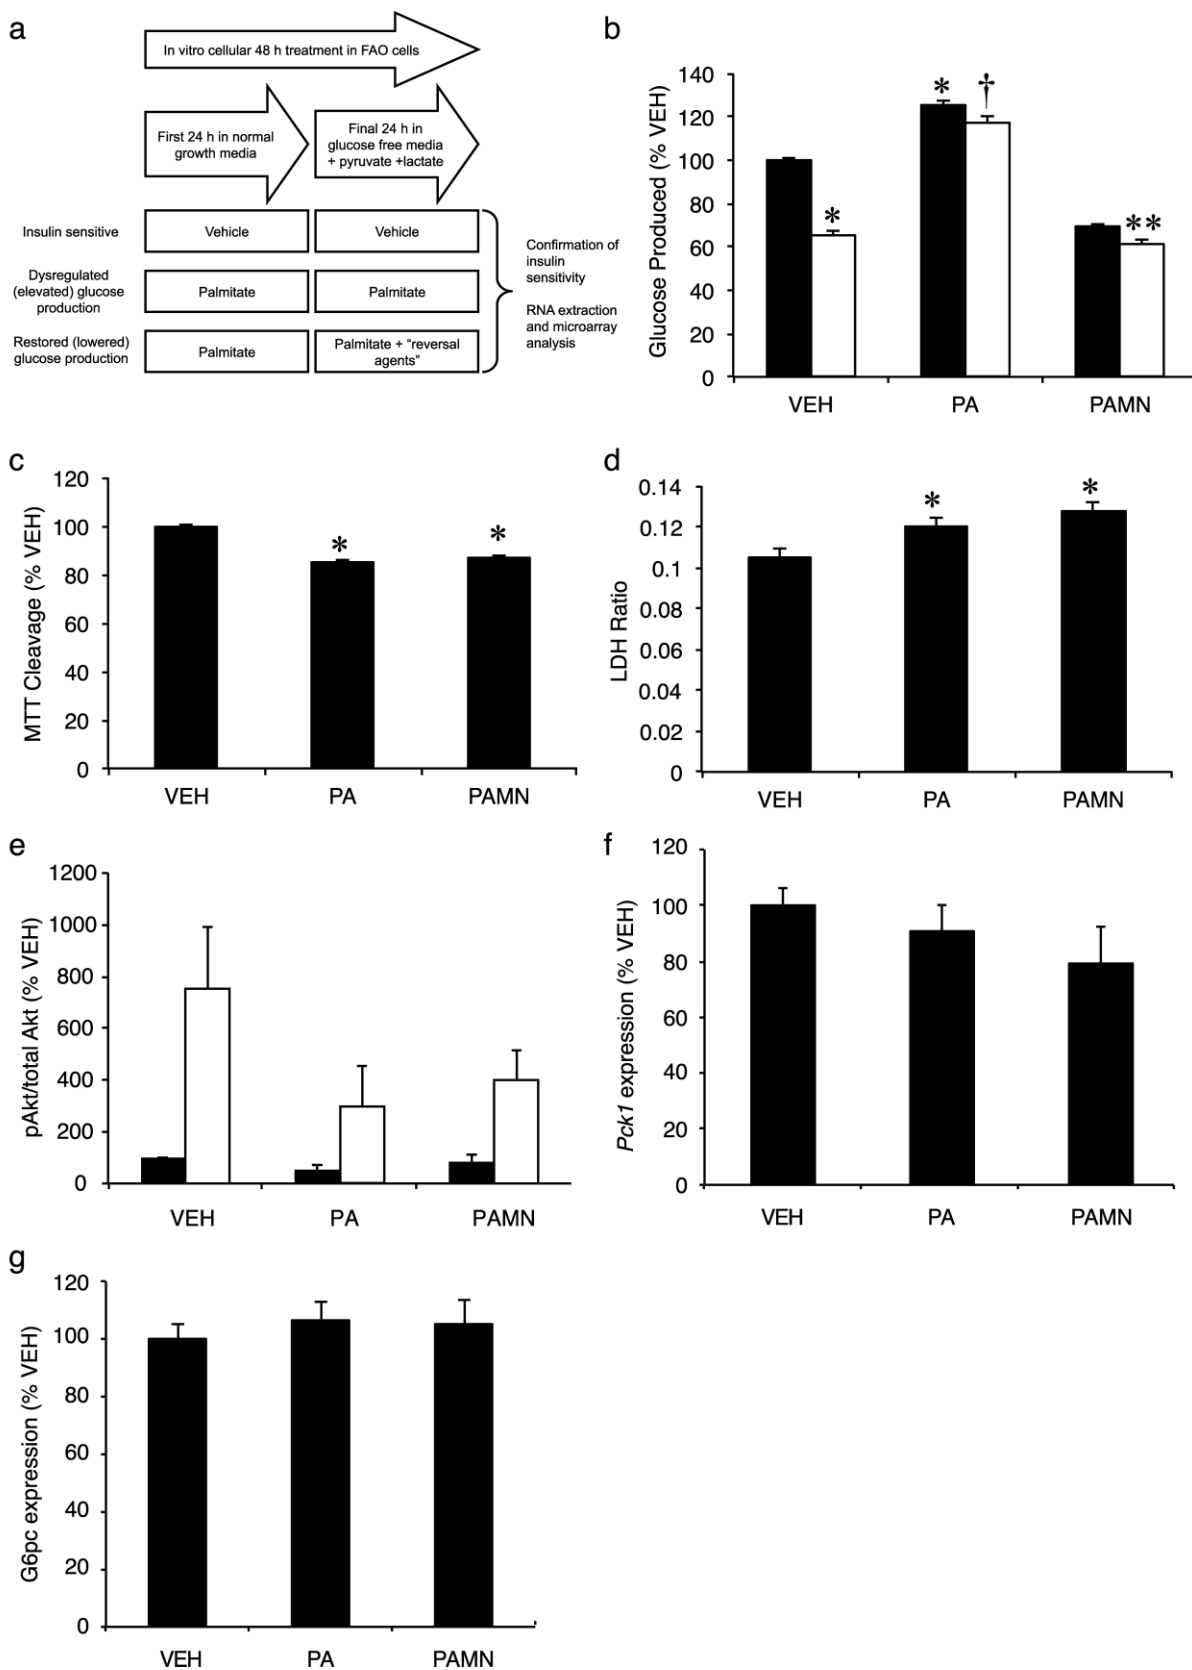 a
In vitro cellular 48 h treatment in FAO cells
First 24 h in normal
growth media
Final 24 h in
glucose free media
+ pyruvate +lactate
Insulin sensitive
Vehicle
Vehicle
Dysregulated
(elevated) glucose
production
Palmitate
Palmitate
Restored (lowered)
glucose production
Palmitate
Palmitate + “reversal
agents”
Confirmation of
insulin
sensitivity
RNA extraction
and microarray
analysis
b
Glucose Produced (% VEH)
140
120
100
80
60
40
20
0
*
*
†
**
VEH PA PAMN
c
MTT Cleavage (% VEH)
120
100
80
60
40
20
0
*
*
VEH PA PAMN
d
LDH Ratio
0.14
0.12
0.1
0.08
0.06
0.04
0.02
0
*
*
VEH PA PAMN
e
pAkt/total Akt (% VEH)
1200
1000
800
600
400
200
0
VEH PA PAMN
f
Pck1 expression (% VEH)
120
100
80
60
40
20
0
VEH PA PAMN
g
G6pc expression (% VEH)
120
100
80
60
40
20
0
VEH PA PAMN